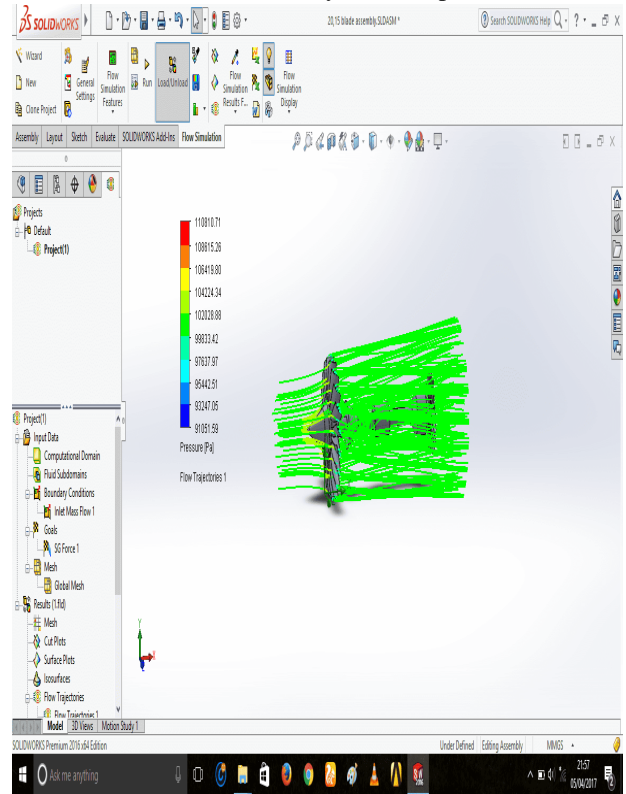 SOLIDWORKS
20,15 blade assembly.SLDASM *
Search SOLIDWORKS Help
Wizard
New
Clone Project
General Settings
Flow Simulation Features
Run
Load/Unload
Flow Simulation Results F...
Flow Simulation Display
Assembly Layout Sketch Evaluate SOLIDWORKS Add-Ins Flow Simulation
Projects
Default
Project(1)
110810.71
108615.26
106419.80
104224.34
102028.88
99833.42
97637.97
95442.51
93247.05
91051.59
Pressure [Pa]
Flow Trajectories 1
Project(1)
Input Data
Computational Domain
Fluid Subdomains
Boundary Conditions
Inlet Mass Flow 1
Goals
SG Force 1
Mesh
Global Mesh
Results (1.fld)
Mesh
Cut Plots
Surface Plots
Isosurfaces
Flow Trajectories
Flow Trajectories 1
Model 3D Views Motion Study 1
SOLIDWORKS Premium 2016 x64 Edition
Under Defined Editing Assembly MMGS
Ask me anything
21:57
05/04/2017